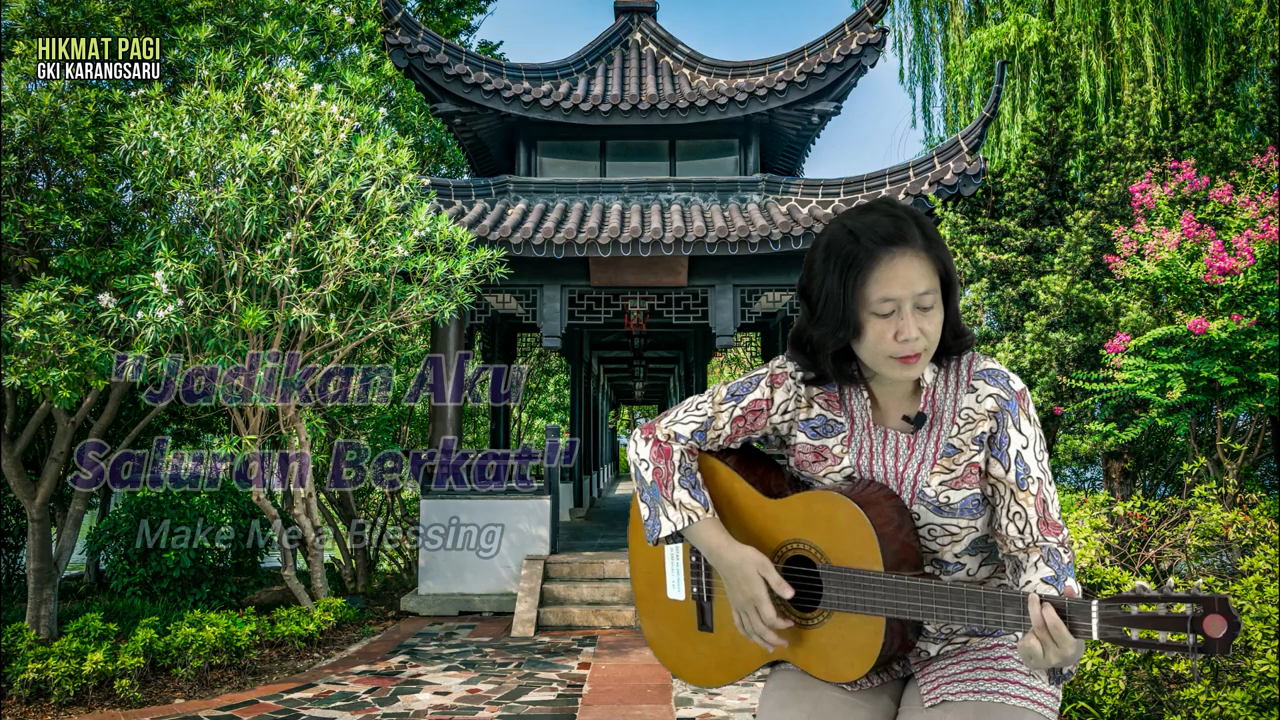 HIKMAT PAGI
GKI KARANGSARU
"Jadikan Aku
Saluran Berkat"
Make Me a Blessing